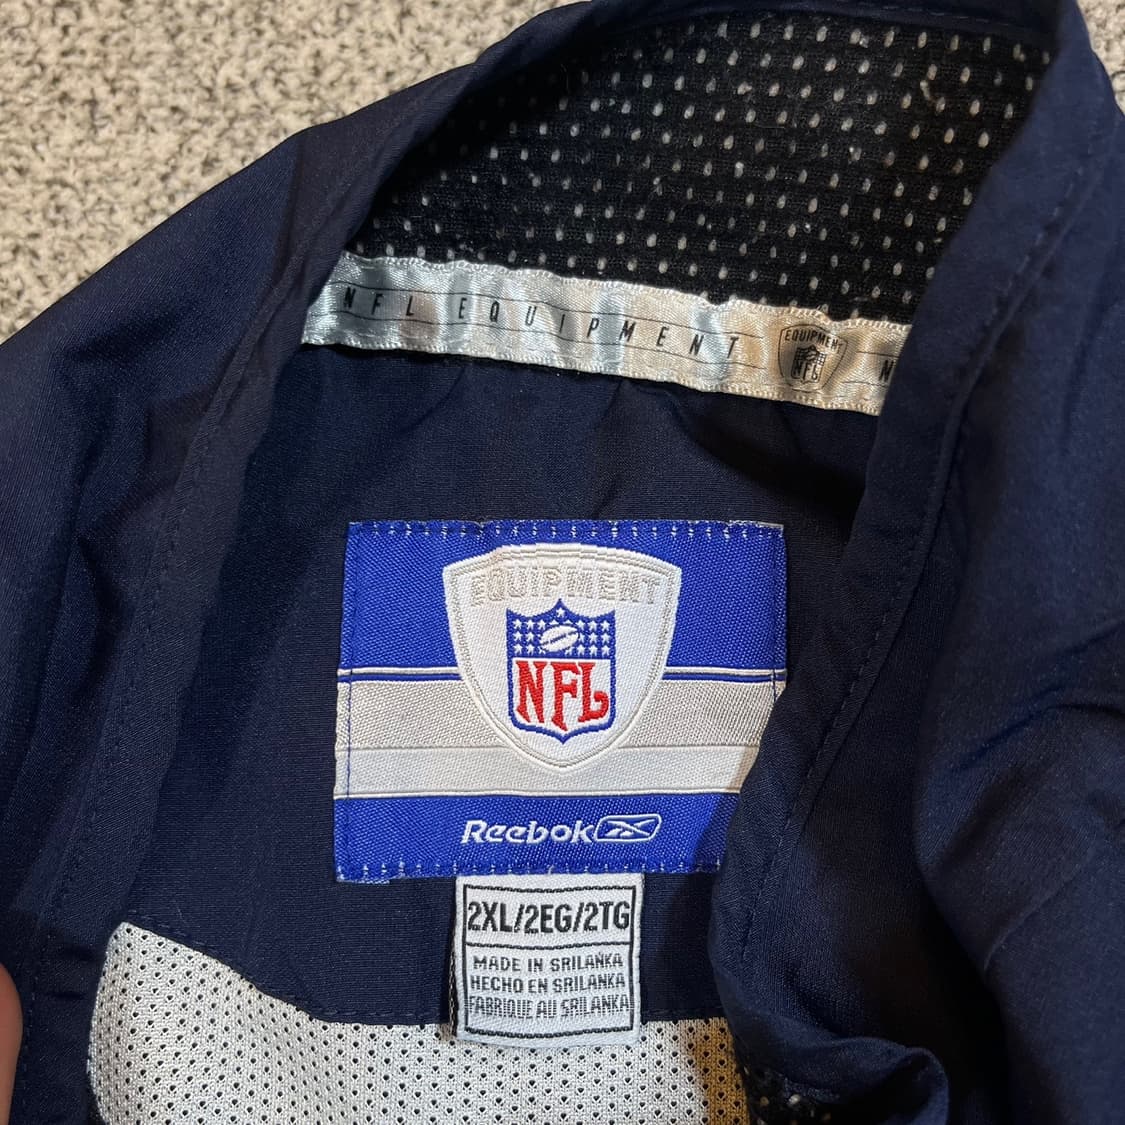 NFL EQUIPMENT
EQUIPMENT
NFL
N
EQUIPMENT
NFL
Reebok
2XL/2EG/2TG
MADE IN SRILANKA
HECHO EN SRILANKA
FABRIQUE AU SRILANKA